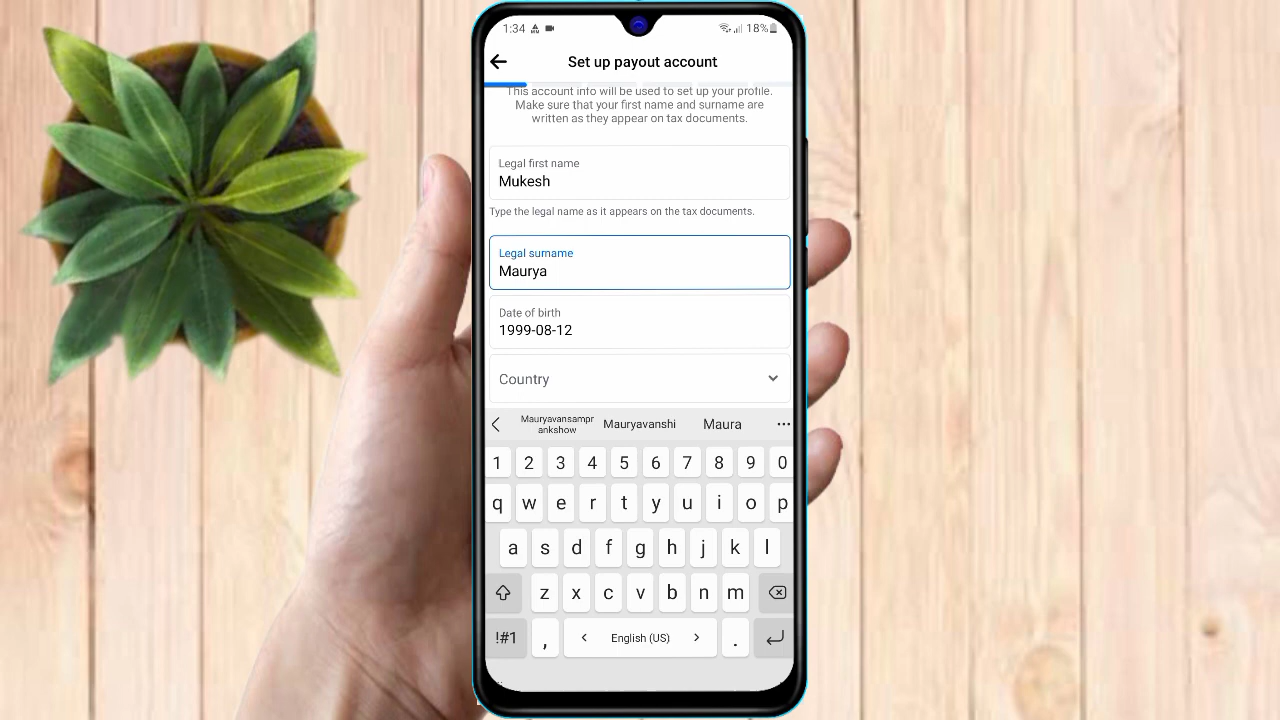 1:34 18%
Set up payout account
This account info will be used to set up your profile.
Make sure that your first name and surname are
written as they appear on tax documents.
Legal first name
Mukesh
Type the legal name as it appears on the tax documents.
Legal surname
Maurya
Date of birth
1999-08-12
Country
Mauryavansampr
ankshow
Mauryavanshi Maura ...
1 2 3 4 5 6 7 8 9 0
q w e r t y u i o p
a s d f g h j k l
z x c v b n m
!#1 , < English (US) > .